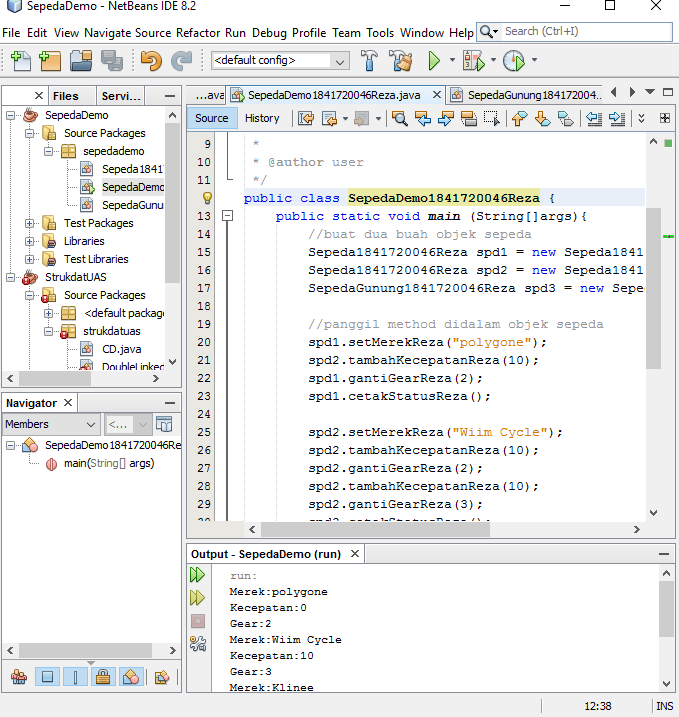 SepedaDemo - NetBeans IDE 8.2
File Edit View Navigate Source Refactor Run Debug Profile Team Tools Window Help
Search (Ctrl+I)
<default config>
Files
Servi...
...ava
SepedaDemo1841720046Reza.java
SepedaGunung184172004...
SepedaDemo
Source Packages
sepedademo
Sepeda1841
SepedaDemo
SepedaGunu
Test Packages
Libraries
Test Libraries
StrukdatUAS
Source Packages
<default package
strukdatuas
CD.java
DoubleLinked
Source History
9 *
10 * @author user
11 */
public class SepedaDemo1841720046Reza {
13 public static void main (String[]args){
14 //buat dua buah objek sepeda
15 Sepeda1841720046Reza spd1 = new Sepeda1841
16 Sepeda1841720046Reza spd2 = new Sepeda1841
17 SepedaGunung1841720046Reza spd3 = new Sepe
18
19 //panggil method didalam objek sepeda
20 spd1.setMerekReza("polygone");
21 spd2.tambahKecepatanReza(10);
22 spd1.gantiGearReza(2);
23 spd1.cetakStatusReza();
24
25 spd2.setMerekReza("Wiim Cycle");
26 spd2.tambahKecepatanReza(10);
27 spd2.gantiGearReza(2);
28 spd2.tambahKecepatanReza(10);
29 spd2.gantiGearReza(3);
30 spd2.cetakStatusReza();
Navigator
Members
<...
SepedaDemo1841720046Re
main(String[] args)
Output - SepedaDemo (run)
run:
Merek:polygone
Kecepatan:0
Gear:2
Merek:Wiim Cycle
Kecepatan:10
Gear:3
Merek:Klinee
12:38
INS